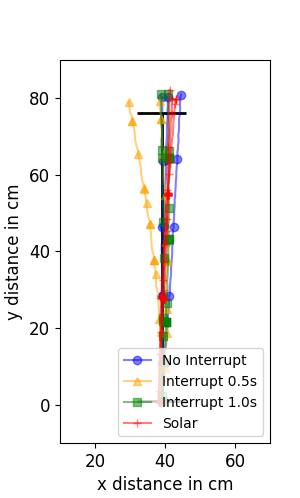 y distance in cm
80
60
40
20
0
No Interrupt
Interrupt 0.5s
Interrupt 1.0s
Solar
20 40 60
x distance in cm